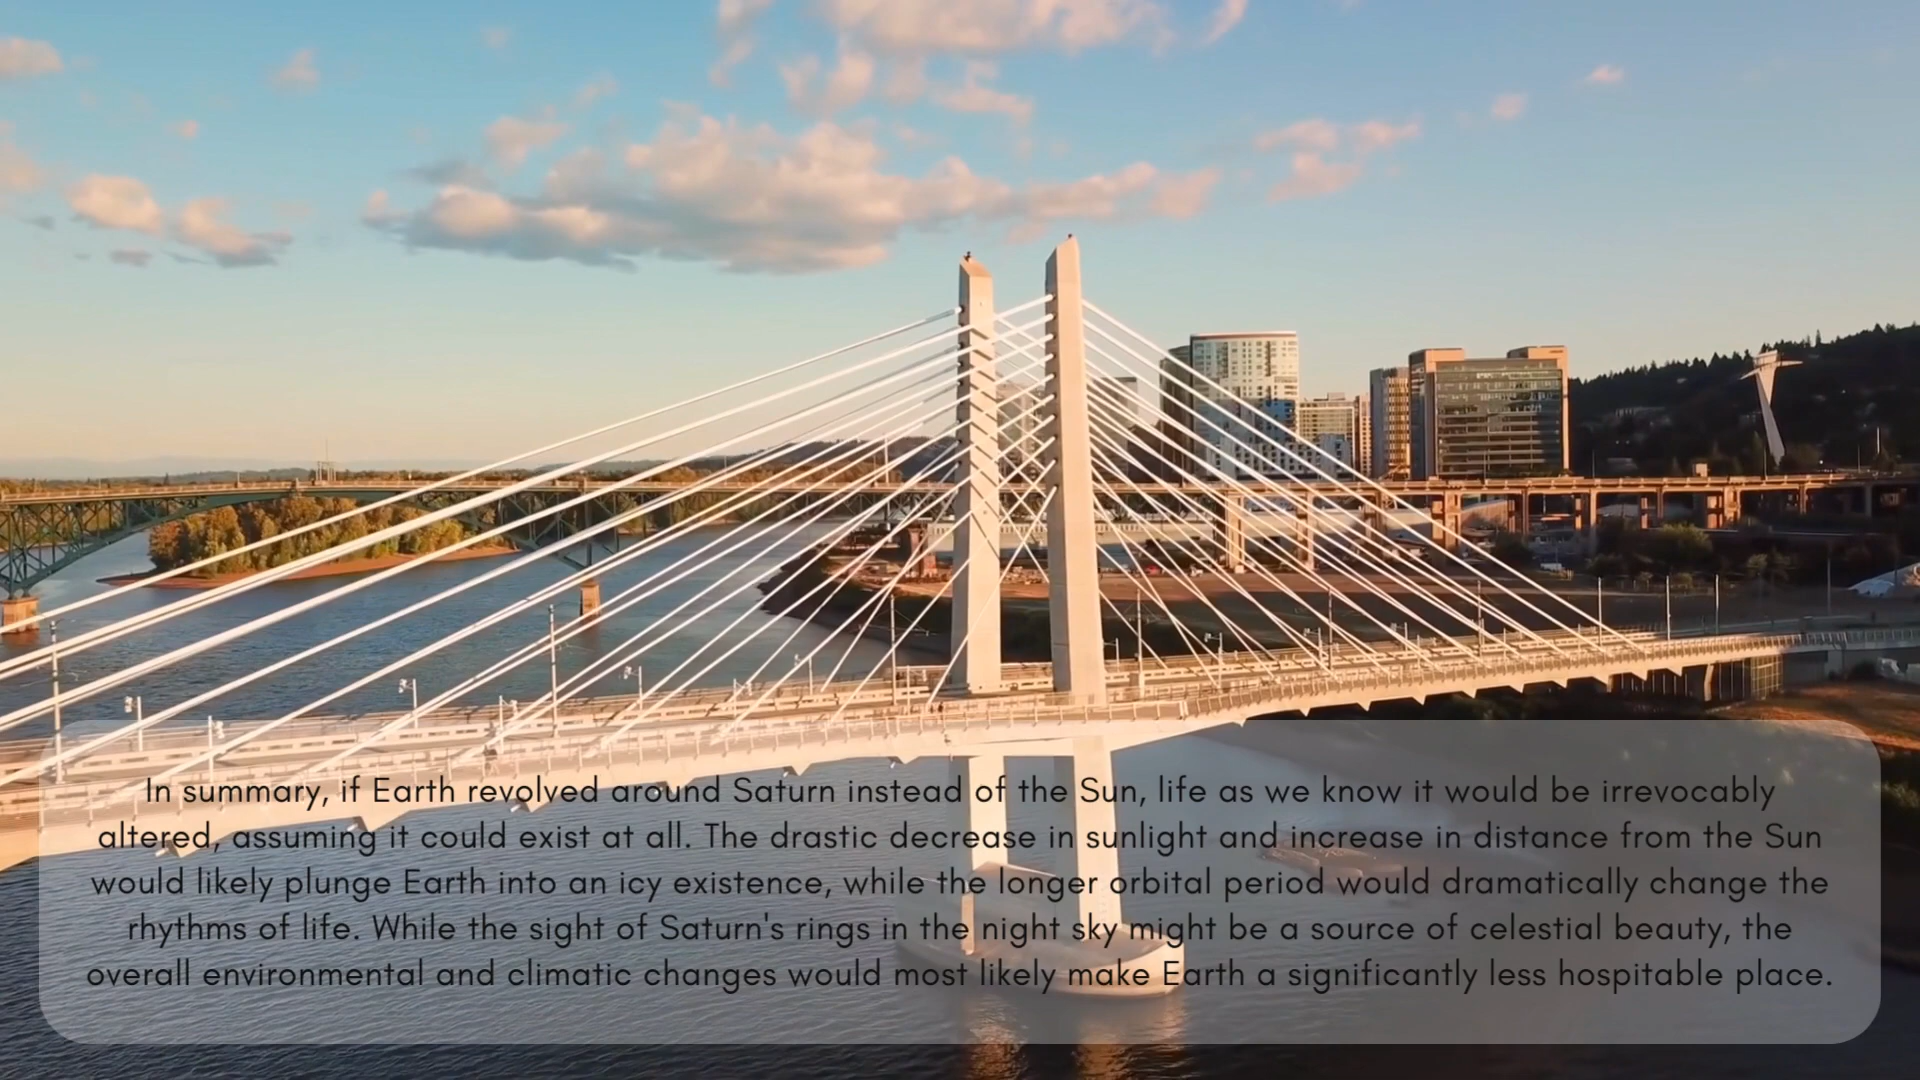 In summary, if Earth revolved around Saturn instead of the Sun, life as we know it would be irrevocably
altered, assuming it could exist at all. The drastic decrease in sunlight and increase in distance from the Sun
would likely plunge Earth into an icy existence, while the longer orbital period would dramatically change the
rhythms of life. While the sight of Saturn's rings in the night sky might be a source of celestial beauty, the
overall environmental and climatic changes would most likely make Earth a significantly less hospitable place.